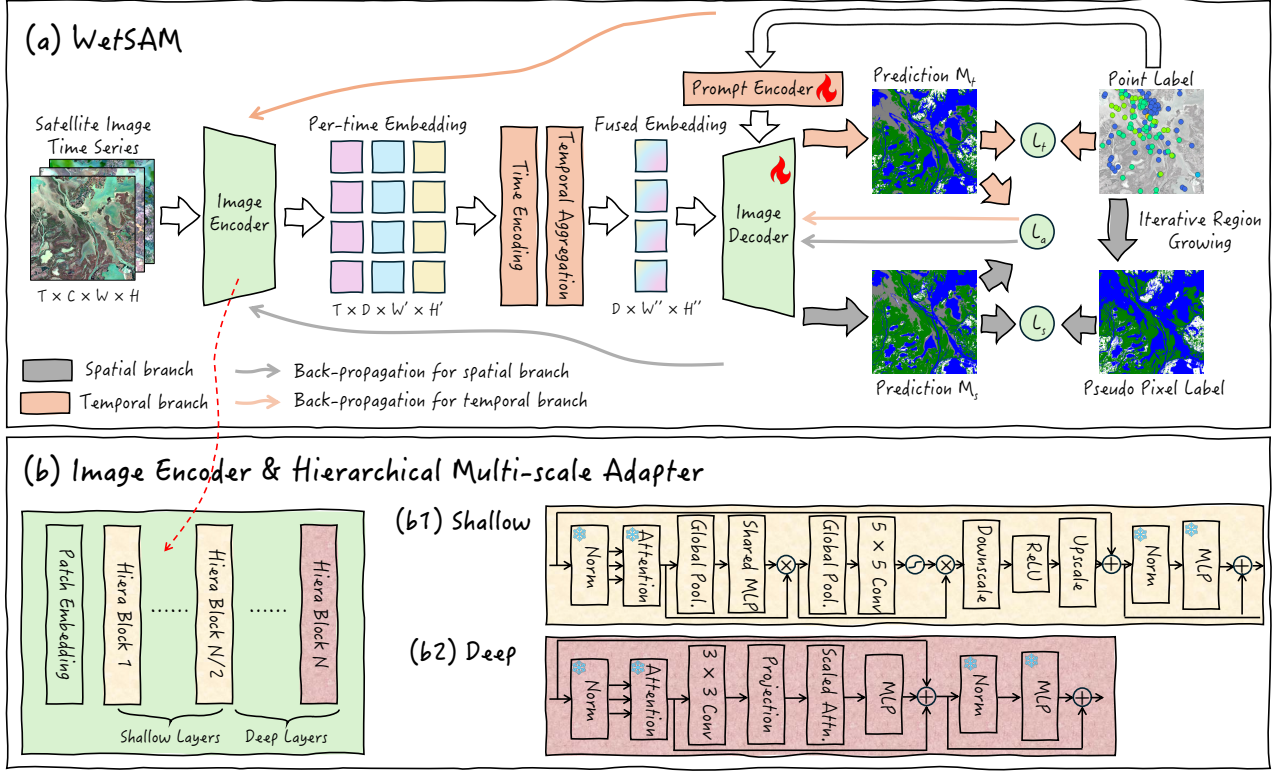 (a) WetSAM
Satellite Image
Time Series
T × C × W × H
Image
Encoder
Per-time Embedding
T × D × W' × H'
Time Encoding
Temporal Aggregation
Fused Embedding
D × W'' × H''
Prompt Encoder
Image
Decoder
Prediction Mₜ
Point Label
Lₜ
Lₐ
Lₛ
Iterative Region
Growing
Prediction Mₛ
Pseudo Pixel Label
Spatial branch
Back-propagation for spatial branch
Temporal branch
Back-propagation for temporal branch
(b) Image Encoder & Hierarchical Multi-scale Adapter
Patch Embedding
Hiera Block 1
......
Hiera Block N/2
......
Hiera Block N
Shallow Layers
Deep Layers
(b1) Shallow
Norm
Attention
Global Pool.
Shared MLP
×
Global Pool.
5 × 5 Conv
×
Downscale
ReLU
Upscale
+
Norm
MLP
+
(b2) Deep
Norm
Attention
3 × 3 Conv
Projection
Scaled Attn.
MLP
+
Norm
MLP
+